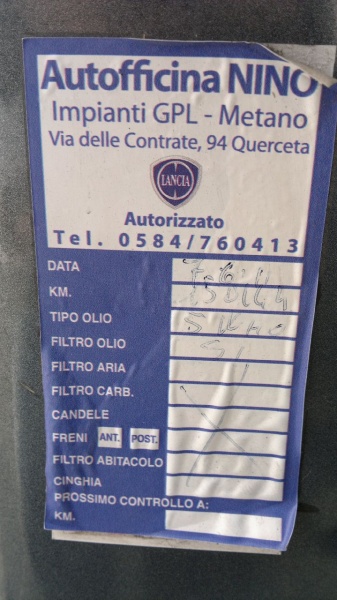 Autofficina NINO
Impianti GPL - Metano
Via delle Contrate, 94 Querceta
LANCIA
Autorizzato
Tel. 0584/760413
DATA
KM.
TIPO OLIO
FILTRO OLIO SI
FILTRO ARIA
FILTRO CARB.
CANDELE
FRENI ANT. POST.
FILTRO ABITACOLO
CINGHIA
PROSSIMO CONTROLLO A:
KM.